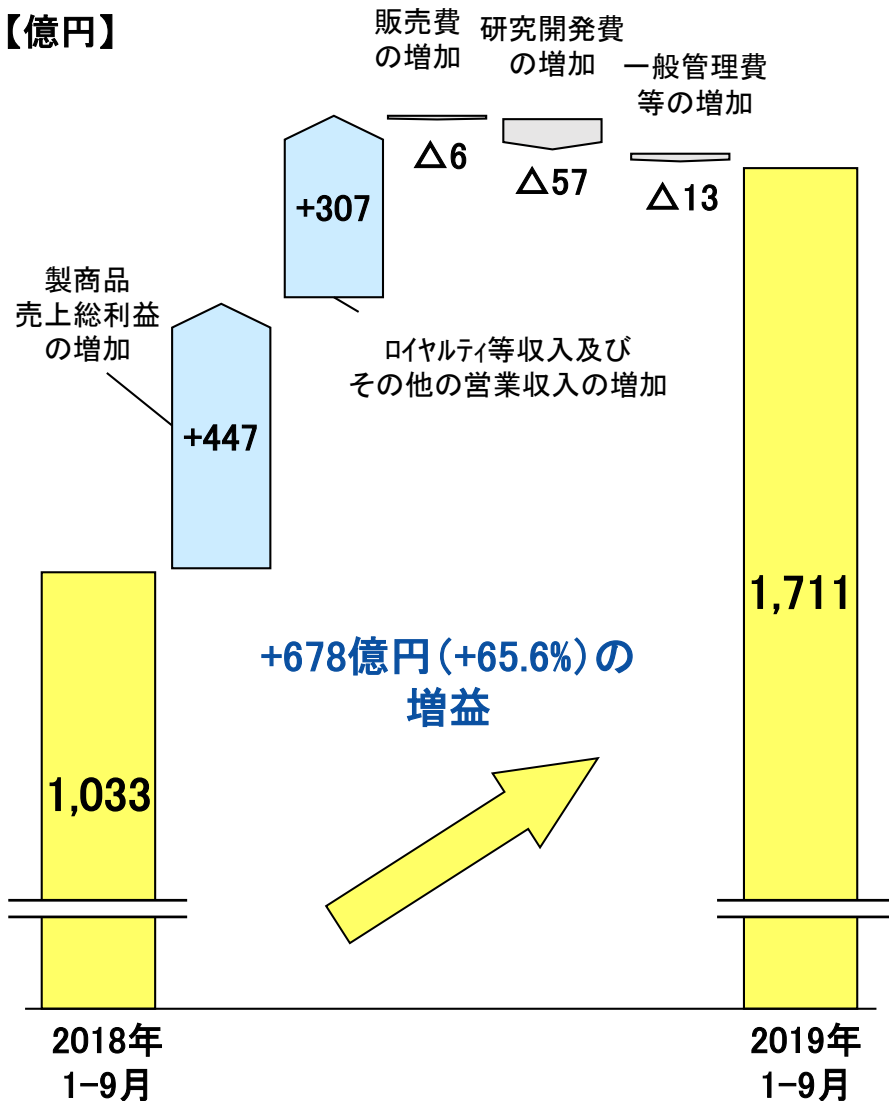 【億円】
販売費
の増加
研究開発費
の増加
一般管理費
等の増加
△6
△57
△13
+307
製商品
売上総利益
の増加
ロイヤルティ等収入及び
その他の営業収入の増加
+447
1,711
+678億円(+65.6%)の
増益
1,033
2018年
1-9月
2019年
1-9月